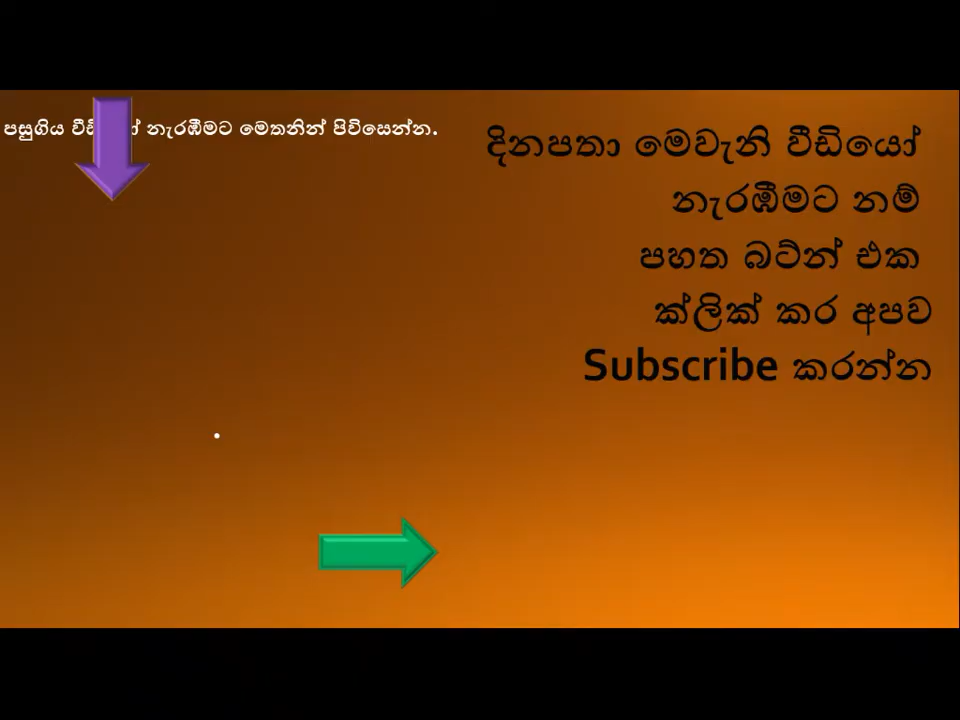 පසුගිය නැරඹීමට මෙතනින් පිවිසෙන්න.
දිනපතා මෙවැනි වීඩියෝ
නැරඹීමට නම්
පහත බටන් එක
ක්ලික් කර අපව
Subscribe කරන්න